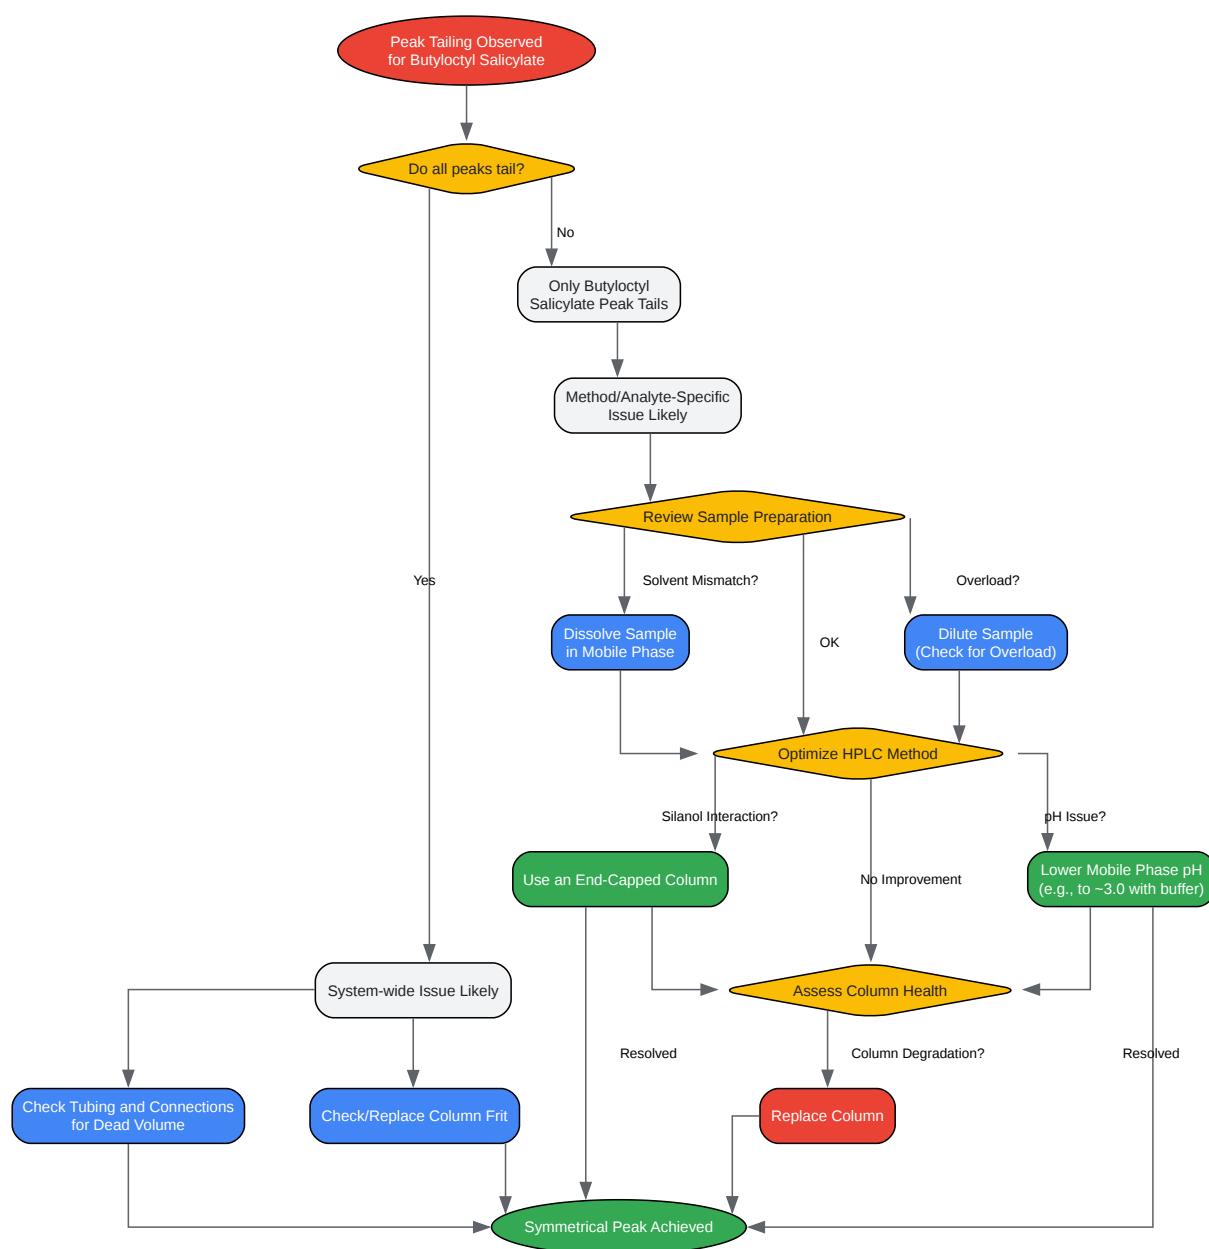 Peak Tailing Observed
for Butyloctyl Salicylate
Do all peaks tail?
No
Only Butyloctyl
Salicylate Peak Tails
Method/Analyte-Specific
Issue Likely
Review Sample Preparation
Yes
Solvent Mismatch?
Overload?
Dissolve Sample
in Mobile Phase
OK
Dilute Sample
(Check for Overload)
Optimize HPLC Method
Silanol Interaction?
pH Issue?
Use an End-Capped Column
No Improvement
Lower Mobile Phase pH
(e.g., to ~3.0 with buffer)
System-wide Issue Likely
Assess Column Health
Resolved
Column Degradation?
Resolved
Check Tubing and Connections
for Dead Volume
Check/Replace Column Frit
Replace Column
Symmetrical Peak Achieved